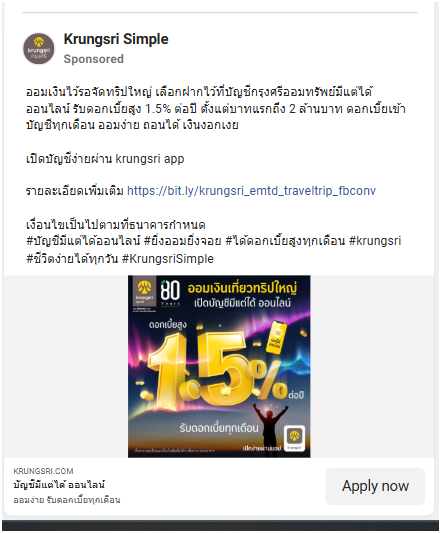 Krungsri Simple
Sponsored
ออมเงินไว้รอจัดทริปใหญ่ เลือกฝากไว้ที่บัญชีกรุงศรีออมทรัพย์มีแต่ได้
ออนไลน์ รับดอกเบี้ยสูง 1.5% ต่อปี ตั้งแต่บาทแรกถึง 2 ล้านบาท ดอกเบี้ยเข้า
บัญชีทุกเดือน ออมง่าย ถอนได้ เงินงอกเงย
เปิดบัญชีง่ายผ่าน krungsri app
รายละเอียดเพิ่มเติม https://bit.ly/krungsri_emtd_traveltrip_fbconv
เงื่อนไขเป็นไปตามที่ธนาคารกำหนด
#บัญชีมีแต่ได้ออนไลน์ #ยิ่งออมยิ่งจอย #ได้ดอกเบี้ยสูงทุกเดือน #krungsri
#ชีวิตง่ายได้ทุกวัน #KrungsriSimple
krungsri
กรุงศรี
80 Years
ออมเงินเที่ยวทริปใหญ่
เปิดบัญชีมีแต่ได้ ออนไลน์
ดอกเบี้ยสูง
1.5%
ต่อปี
รับดอกเบี้ยทุกเดือน
เปิดง่ายผ่านแอป
krungsri
KRUNGSRI.COM
บัญชีมีแต่ได้ ออนไลน์
ออมง่าย รับดอกเบี้ยทุกเดือน
Apply now